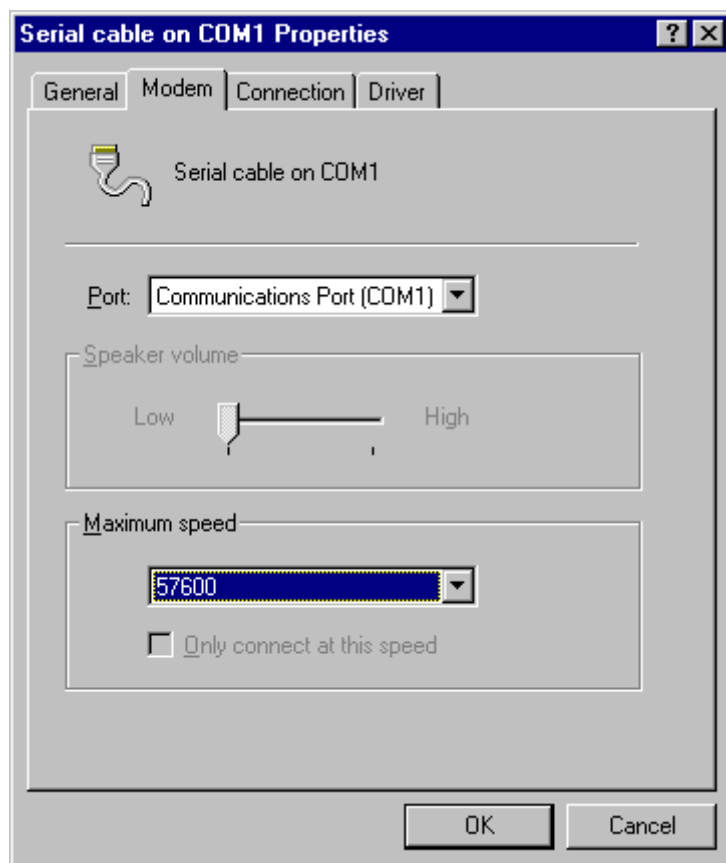 Serial cable on COM1 Properties
General Modem Connection Driver
Serial cable on COM1
Port: Communications Port (COM1)
Speaker volume
Low High
Maximum speed
57600
Only connect at this speed
OK Cancel